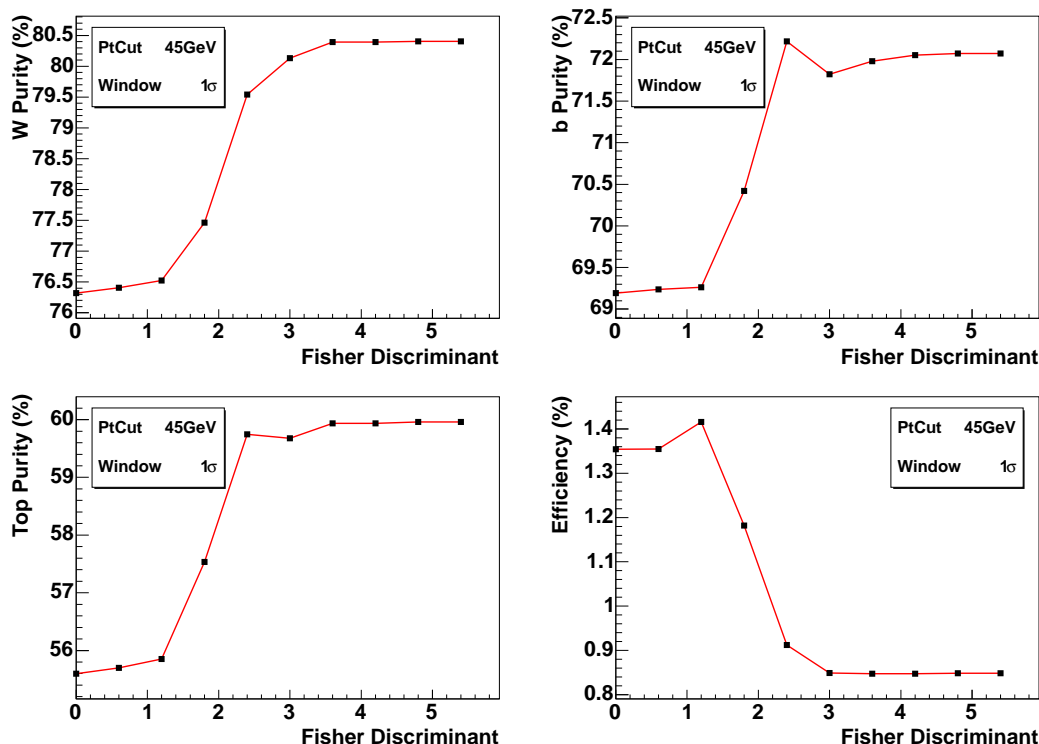 W Purity (%)
80.5
80
79.5
79
78.5
78
77.5
77
76.5
76
PtCut 45GeV
Window 1σ
0 1 2 3 4 5
Fisher Discriminant
b Purity (%)
72.5
72
71.5
71
70.5
70
69.5
69
PtCut 45GeV
Window 1σ
0 1 2 3 4 5
Fisher Discriminant
Top Purity (%)
60
59
58
57
56
PtCut 45GeV
Window 1σ
0 1 2 3 4 5
Fisher Discriminant
Efficiency (%)
1.4
1.3
1.2
1.1
1
0.9
0.8
PtCut 45GeV
Window 1σ
0 1 2 3 4 5
Fisher Discriminant